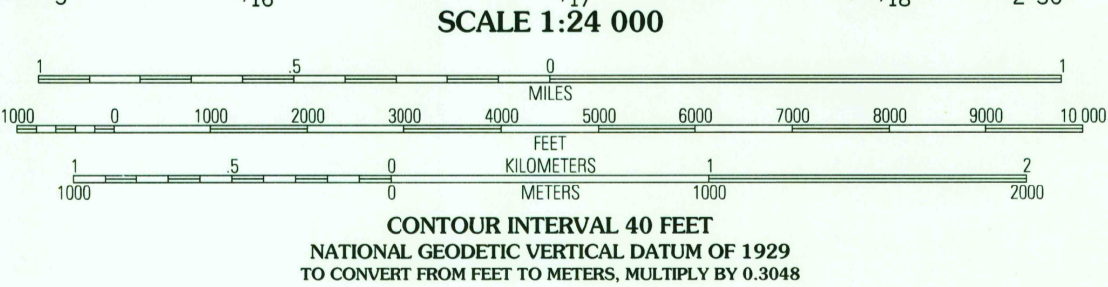 SCALE 1:24 000
1 .5 0 1
MILES
1000 0 1000 2000 3000 4000 5000 6000 7000 8000 9000 10 000
FEET
1 .5 0 KILOMETERS 1 2
1000 0 METERS 1000 2000
CONTOUR INTERVAL 40 FEET
NATIONAL GEODETIC VERTICAL DATUM OF 1929
TO CONVERT FROM FEET TO METERS, MULTIPLY BY 0.3048